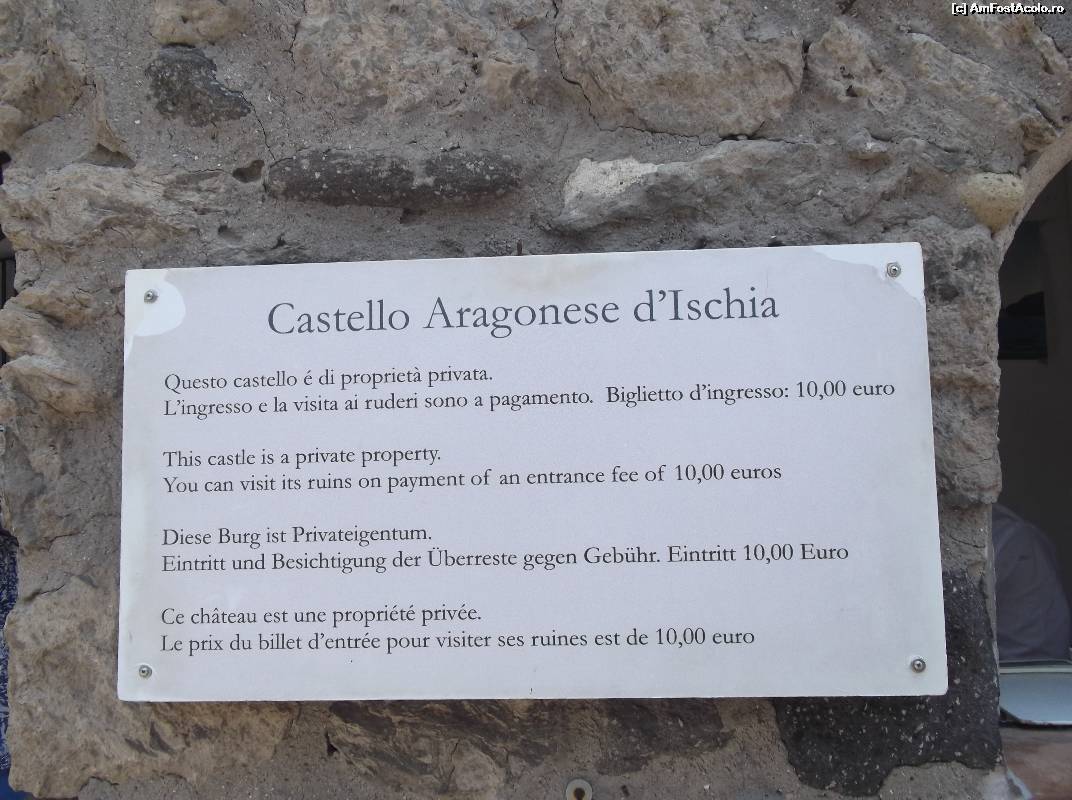 [c] AmFostAcolo.ro
Castello Aragonese d'Ischia
Questo castello é di proprietà privata.
L'ingresso e la visita ai ruderi sono a pagamento. Biglietto d'ingresso: 10,00 euro
This castle is a private property.
You can visit its ruins on payment of an entrance fee of 10,00 euros
Diese Burg ist Privateigentum.
Eintritt und Besichtigung der Überreste gegen Gebühr. Eintritt 10,00 Euro
Ce château est une propriété privée.
Le prix du billet d'entrée pour visiter ses ruines est de 10,00 euro